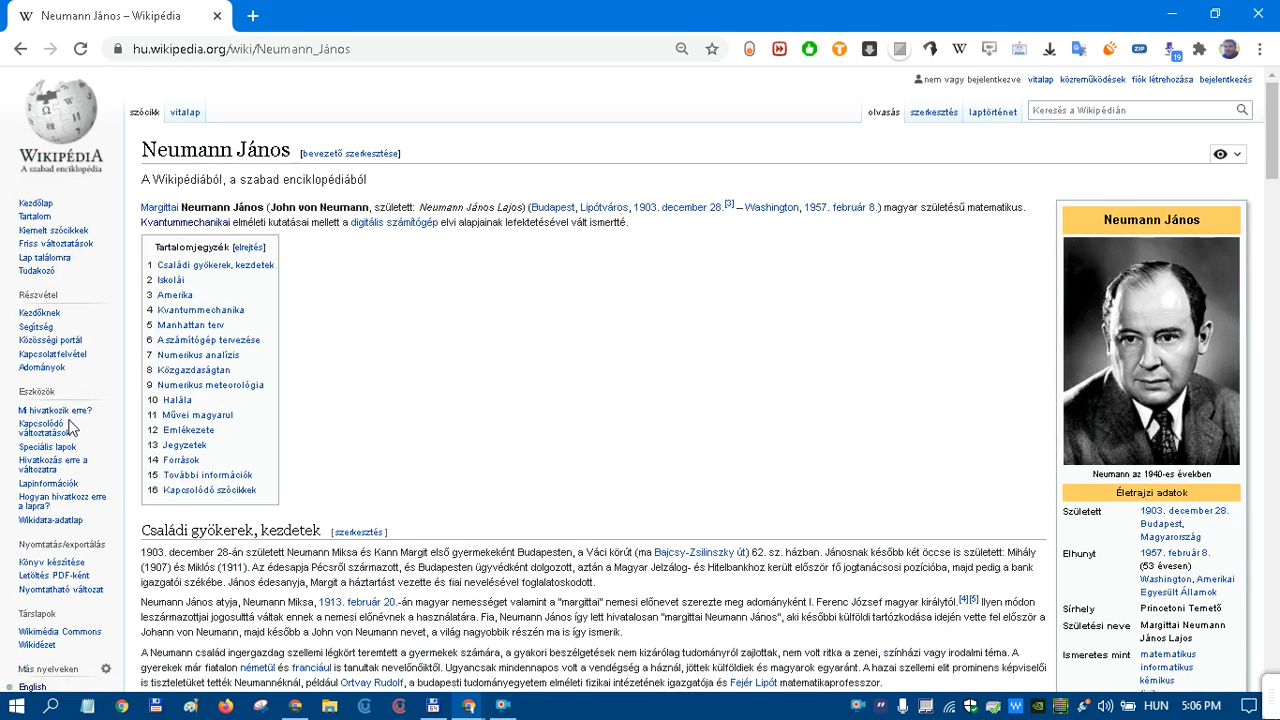 Neumann János – Wikipédia
hu.wikipedia.org/wiki/Neumann_János
nem vagy bejelentkezve vitalap közreműködések fiók létrehozása bejelentkezés
szócikk vitalap olvasás szerkesztés laptörténet Keresés a Wikipédián
WIKIPÉDIA
A szabad enciklopédia
Kezdőlap
Tartalom
Kiemelt szócikkek
Friss változtatások
Lap találomra
Tudakozó
Részvétel
Kezdőknek
Segítség
Közösségi portál
Kapcsolatfelvétel
Adományok
Eszközök
Mi hivatkozik erre?
Kapcsolódó
változtatások
Speciális lapok
Hivatkozás erre a
változatra
Lapinformációk
Hogyan hivatkozz erre
a lapra?
Wikidata-adatlap
Nyomtatás/exportálás
Könyv készítése
Letöltés PDF-ként
Nyomtatható változat
Társlapok
Wikimédia Commons
Wikidézet
Más nyelveken
English
Neumann János [bevezető szerkesztése]
A Wikipédiából, a szabad enciklopédiából
Margittai Neumann János (John von Neumann, született: Neumann János Lajos) (Budapest, Lipótváros, 1903. december 28.[3] – Washington, 1957. február 8.) magyar születésű matematikus.
Kvantummechanikai elméleti kutatásai mellett a digitális számítógép elvi alapjainak lefektetésével vált ismertté.
Tartalomjegyzék [elrejtés]
1 Családi gyökerek, kezdetek
2 Iskolái
3 Amerika
4 Kvantummechanika
5 Manhattan terv
6 A számítógép tervezése
7 Numerikus analízis
8 Közgazdaságtan
9 Numerikus meteorológia
10 Halála
11 Művei magyarul
12 Emlékezete
13 Jegyzetek
14 Források
15 További információk
16 Kapcsolódó szócikkek
Családi gyökerek, kezdetek [szerkesztés]
1903. december 28-án született Neumann Miksa és Kann Margit első gyermekeként Budapesten, a Váci körút (ma Bajcsy-Zsilinszky út) 62. sz. házban. Jánosnak később két öccse is született: Mihály
(1907) és Miklós (1911). Az édesapja Pécsről származott, és Budapesten ügyvédként dolgozott, aztán a Magyar Jelzálog- és Hitelbankhoz került először fő jogtanácsosi pozícióba, majd pedig a bank
igazgatói székébe. János édesanyja, Margit a háztartást vezette és fiai nevelésével foglalatoskodott.
Neumann János atyja, Neumann Miksa, 1913. február 20.-án magyar nemességet valamint a "margittai" nemesi előnevet szerezte meg adományként I. Ferenc József magyar királytól.[4][5] Ilyen módon
leszármazottjai jogosulttá váltak ennek a nemesi előnévnek a használatára. Fia, Neumann János így lett hivatalosan "margittai Neumann János", aki később külföldi tartózkodása idején vette fel először a
Johann von Neumann, majd később a John von Neumann nevet, a világ nagyobbik részén ma is így ismerik.
A Neumann család ingergazdag szellemi légkört teremtett a gyermekek számára, a gyakori beszélgetések nem kizárólag tudományról zajlottak, nem volt ritka a zenei, színházi vagy irodalmi téma. A
gyerekek már fiatalon németül és franciául is tanultak nevelőnőiktől. Ugyancsak mindennapos volt a vendégség a háznál, jöttek külföldiek és magyarok egyaránt. A hazai szellemi elit prominens képviselői
is tiszteletüket tették Neumannéknál, például Ortvay Rudolf, a budapesti tudományegyetem elméleti fizikai intézetének igazgatója és Fejér Lipót matematikaprofesszor.
Neumann János
Neumann az 1940-es években
Életrajzi adatok
Született 1903. december 28.
Budapest,
Magyarország
Elhunyt 1957. február 8.
(53 évesen)
Washington, Amerikai
Egyesült Államok
Sírhely Princetoni Temető
Születési neve Margittai Neumann
János Lajos
Ismeretes mint matematikus
informatikus
kémikus
ZIP
19
HUN 5:06 PM